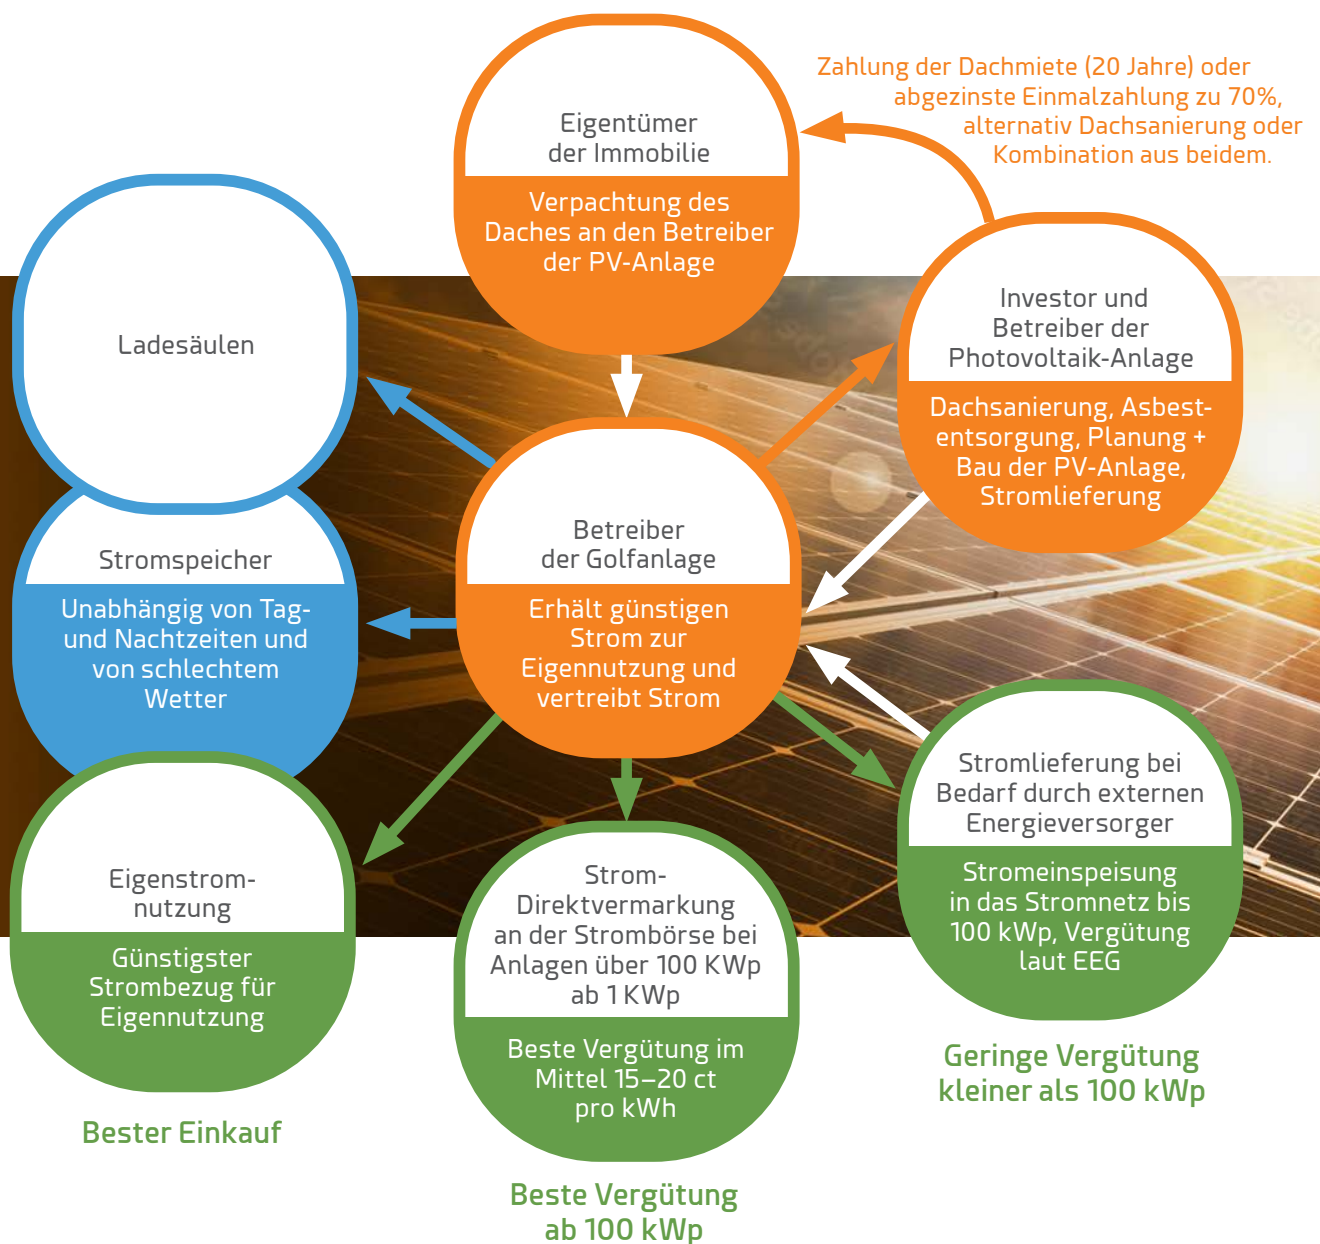 Zahlung der Dachmiete (20 Jahre) oder
abgezinste Einmalzahlung zu 70%,
alternativ Dachsanierung oder
Kombination aus beidem.
Eigentümer
der Immobilie
Verpachtung des
Daches an den Betreiber
der PV-Anlage
Investor und
Betreiber der
Photovoltaik-Anlage
Dachsanierung, Asbest-
entsorgung, Planung +
Bau der PV-Anlage,
Stromlieferung
Ladesäulen
Stromspeicher
Unabhängig von Tag-
und Nachtzeiten und
von schlechtem
Wetter
Betreiber
der Golfanlage
Erhält günstigen
Strom zur
Eigennutzung und
vertreibt Strom
Stromlieferung bei
Bedarf durch externen
Energieversorger
Stromeinspeisung
in das Stromnetz bis
100 kWp, Vergütung
laut EEG
Geringe Vergütung
kleiner als 100 kWp
Eigenstrom-
nutzung
Günstigster
Strombezug für
Eigennutzung
Bester Einkauf
Strom-
Direktvermarkung
an der Strombörse bei
Anlagen über 100 KWp
ab 1 KWp
Beste Vergütung im
Mittel 15–20 ct
pro kWh
Beste Vergütung
ab 100 kWp